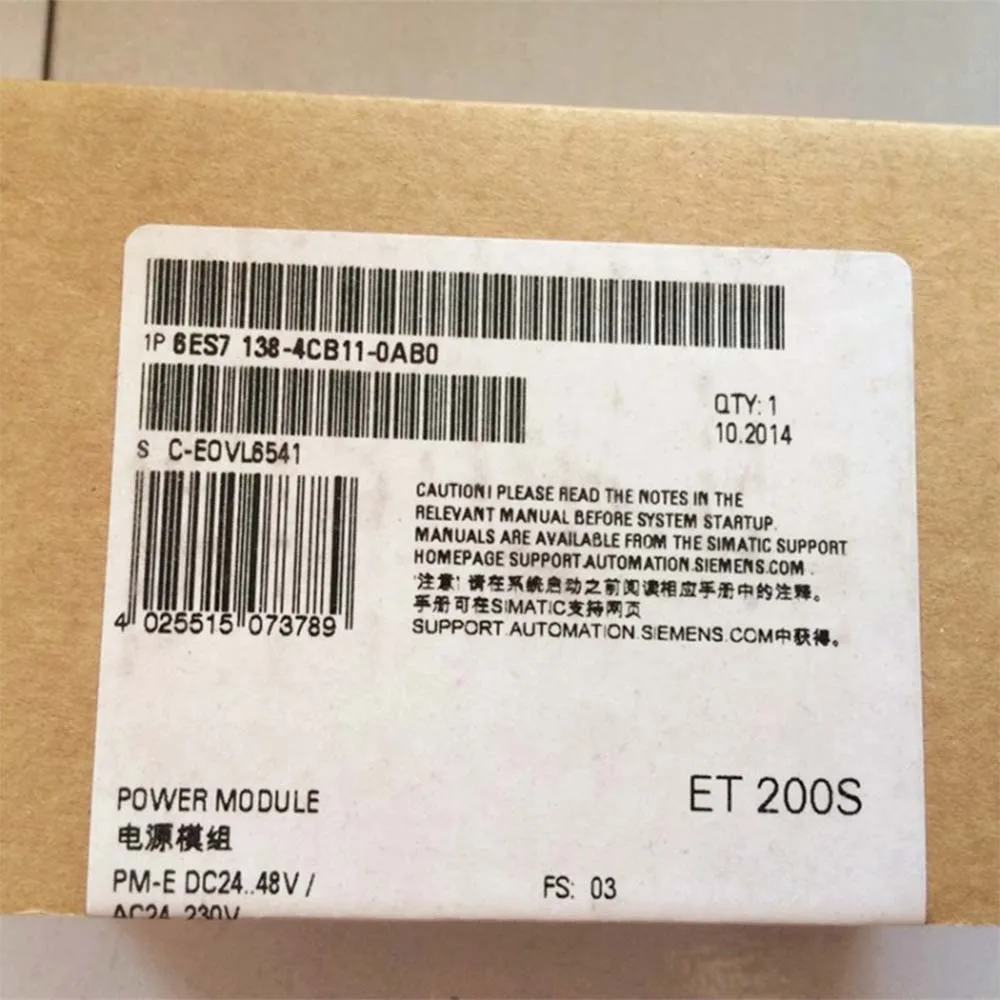 1P 6ES7 138-4CB11-0AB0
S C-EOVL6541
QTY: 1
10.2014
4 025515 073789
CAUTION! PLEASE READ THE NOTES IN THE
RELEVANT MANUAL BEFORE SYSTEM STARTUP.
MANUALS ARE AVAILABLE FROM THE SIMATIC SUPPORT
HOMEPAGE SUPPORT.AUTOMATION.SIEMENS.COM .
'注意! 请在系统启动之前阅读相应手册中的注释。
手册可在SIMATIC支持网页
SUPPORT.AUTOMATION.SIEMENS.COM中获得。
ET 200S
POWER MODULE
电源模组
PM-E DC24..48V /
FS: 03
AC24..230V